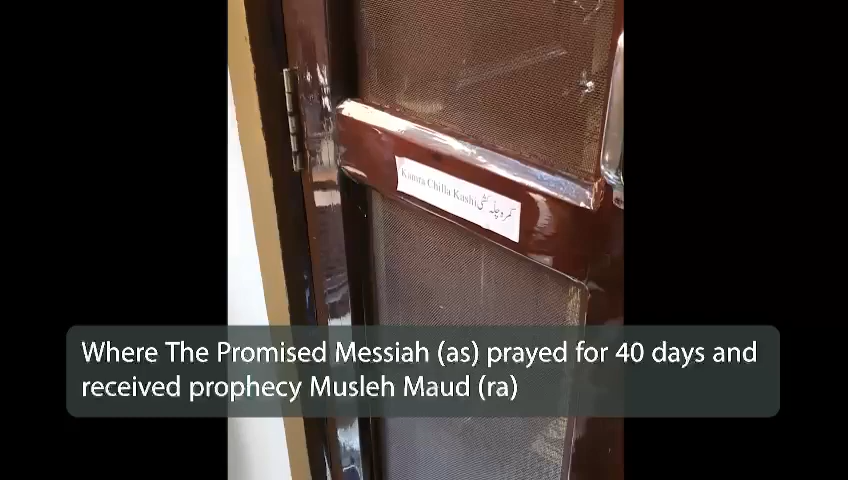 Kamra Chilla Kashi کمرہ چلہ کشی
Where The Promised Messiah (as) prayed for 40 days and
received prophecy Musleh Maud (ra)